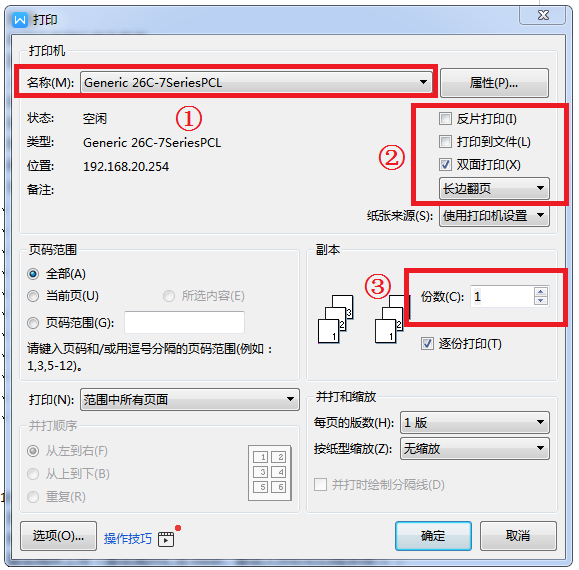 打印
打印机
名称(M): Generic 26C-7SeriesPCL 属性(P)...
状态: 空闲 ① 反片打印(I)
类型: Generic 26C-7SeriesPCL ② 打印到文件(L)
位置: 192.168.20.254 双面打印(X)
备注: 长边翻页
纸张来源(S): 使用打印机设置
页码范围 副本
全部(A) ③ 份数(C): 1
当前页(U) 所选内容(E)
页码范围(G): 1 2 3 1 2
请键入页码和/或用逗号分隔的页码范围(例如： 逐份打印(T)
1,3,5-12)。
打印(N): 范围中所有页面 并打和缩放
并打顺序 每页的版数(H): 1 版
从左到右(F) 1 2 按纸型缩放(Z): 无缩放
从上到下(B) 3 4 并打时绘制分隔线(D)
重复(R) 5 6
选项(O)... 操作技巧 确定 取消